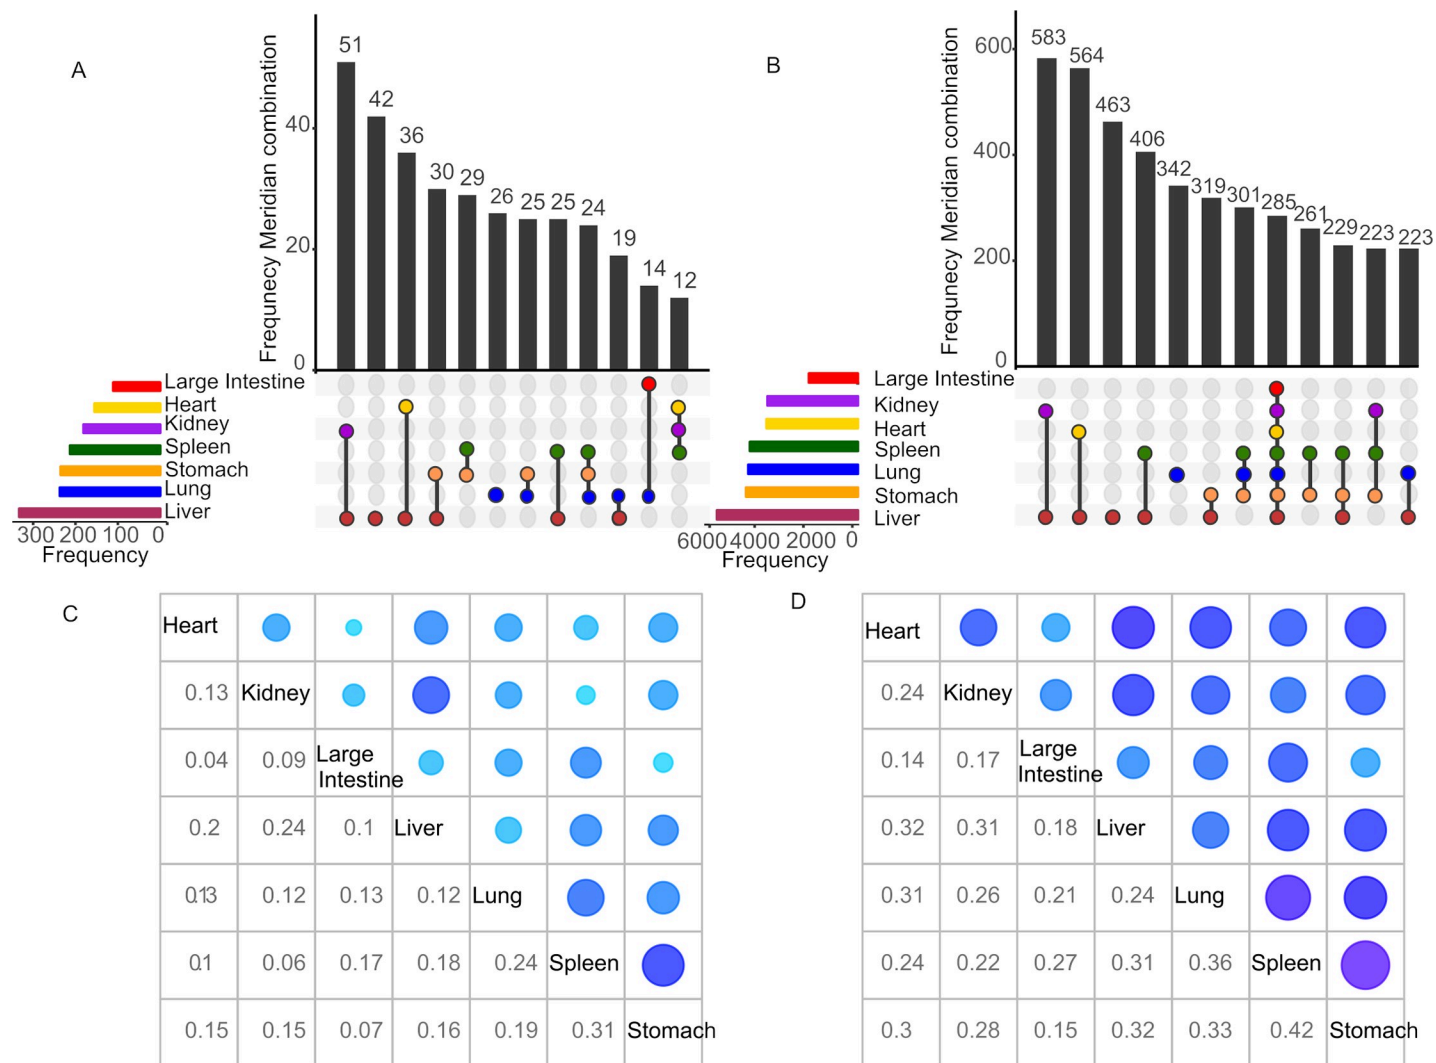 A
Frequnecy Meridian combination
51
42
36
30
29
26
25
25
24
19
14
12
40
20
0
Large Intestine
Heart
Kidney
Spleen
Stomach
Lung
Liver
300 200 100 0
Frequency
B
Frequnecy Meridian combination
583
564
463
406
342
319
301
285
261
229
223
223
600
400
200
0
Large Intestine
Kidney
Heart
Spleen
Lung
Stomach
Liver
6000 4000 2000 0
Frequency
C
Heart
0.13 Kidney
0.04 0.09 Large
Intestine
0.2 0.24 0.1 Liver
0.13 0.12 0.13 0.12 Lung
0.1 0.06 0.17 0.18 0.24 Spleen
0.15 0.15 0.07 0.16 0.19 0.31 Stomach
D
Heart
0.24 Kidney
0.14 0.17 Large
Intestine
0.32 0.31 0.18 Liver
0.31 0.26 0.21 0.24 Lung
0.24 0.22 0.27 0.31 0.36 Spleen
0.3 0.28 0.15 0.32 0.33 0.42 Stomach